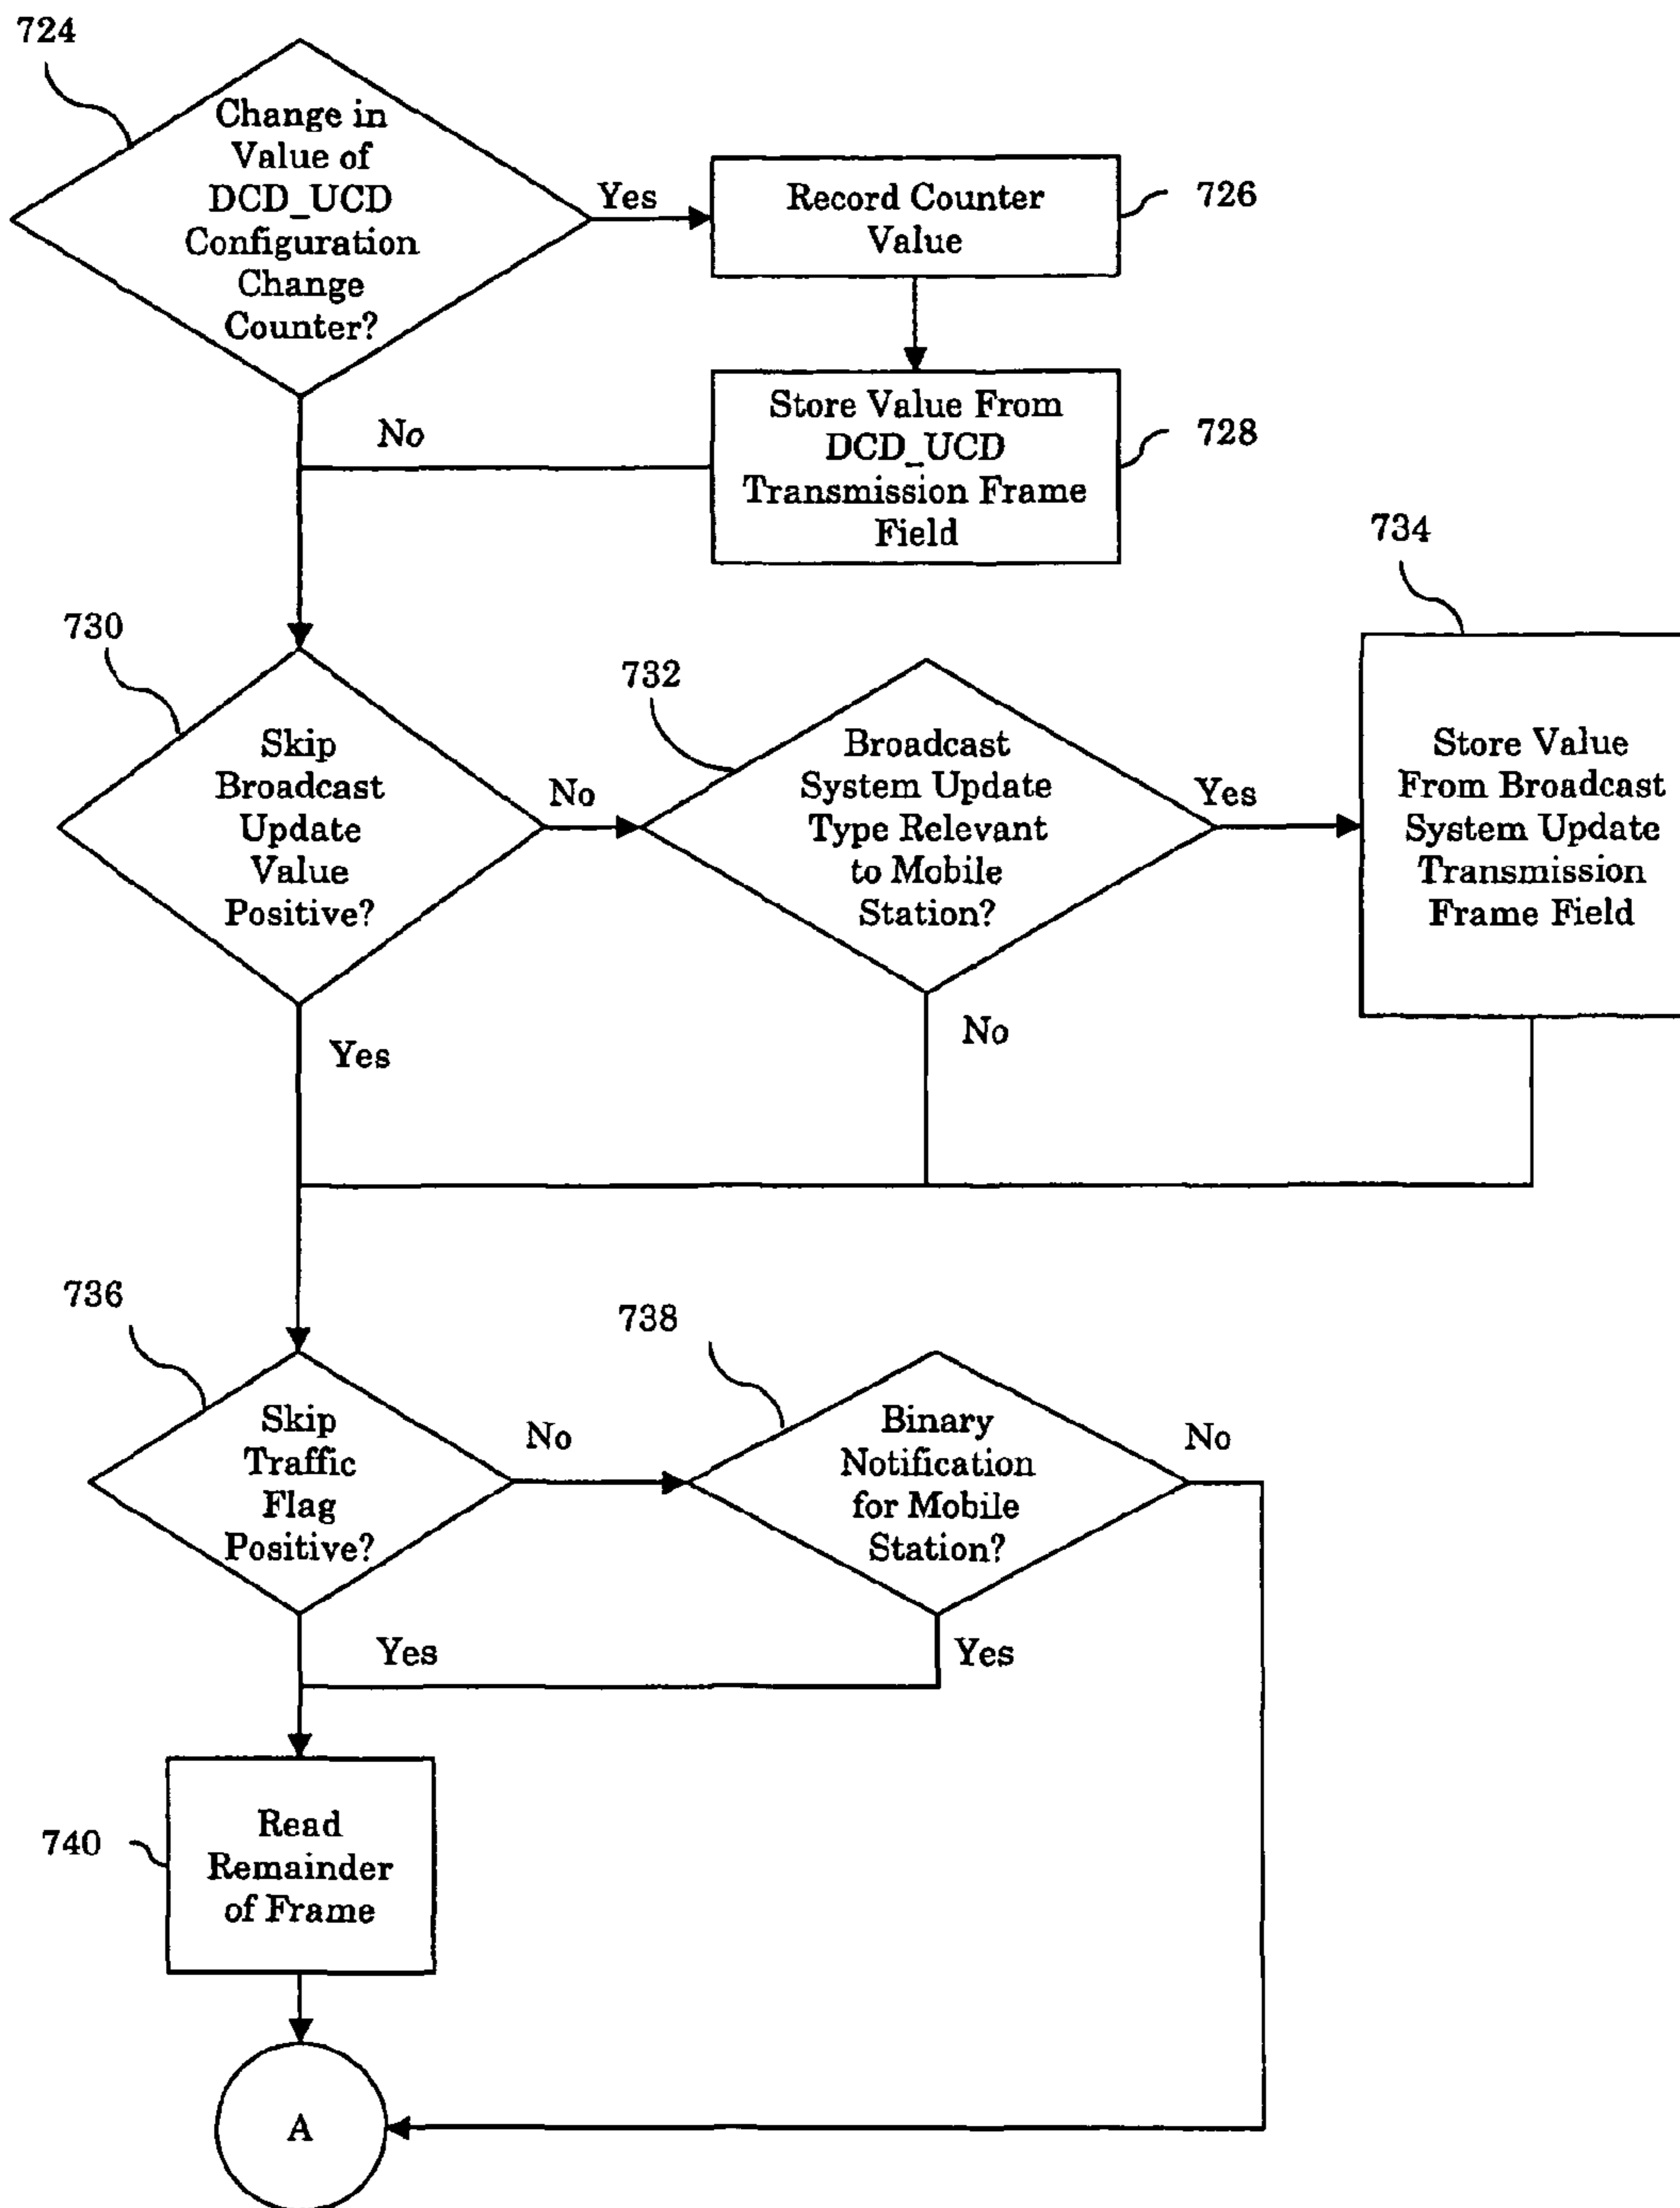 724
Change in
Value of
DCD_UCD
Configuration
Change
Counter?
Yes
Record Counter
Value
726
No
Store Value From
DCD_UCD
Transmission Frame
Field
728
730
Skip
Broadcast
Update
Value
Positive?
No
732
Broadcast
System Update
Type Relevant
to Mobile
Station?
Yes
734
Store Value
From Broadcast
System Update
Transmission
Frame Field
Yes
No
736
Skip
Traffic
Flag
Positive?
No
738
Binary
Notification
for Mobile
Station?
No
Yes
Yes
740
Read
Remainder
of Frame
A